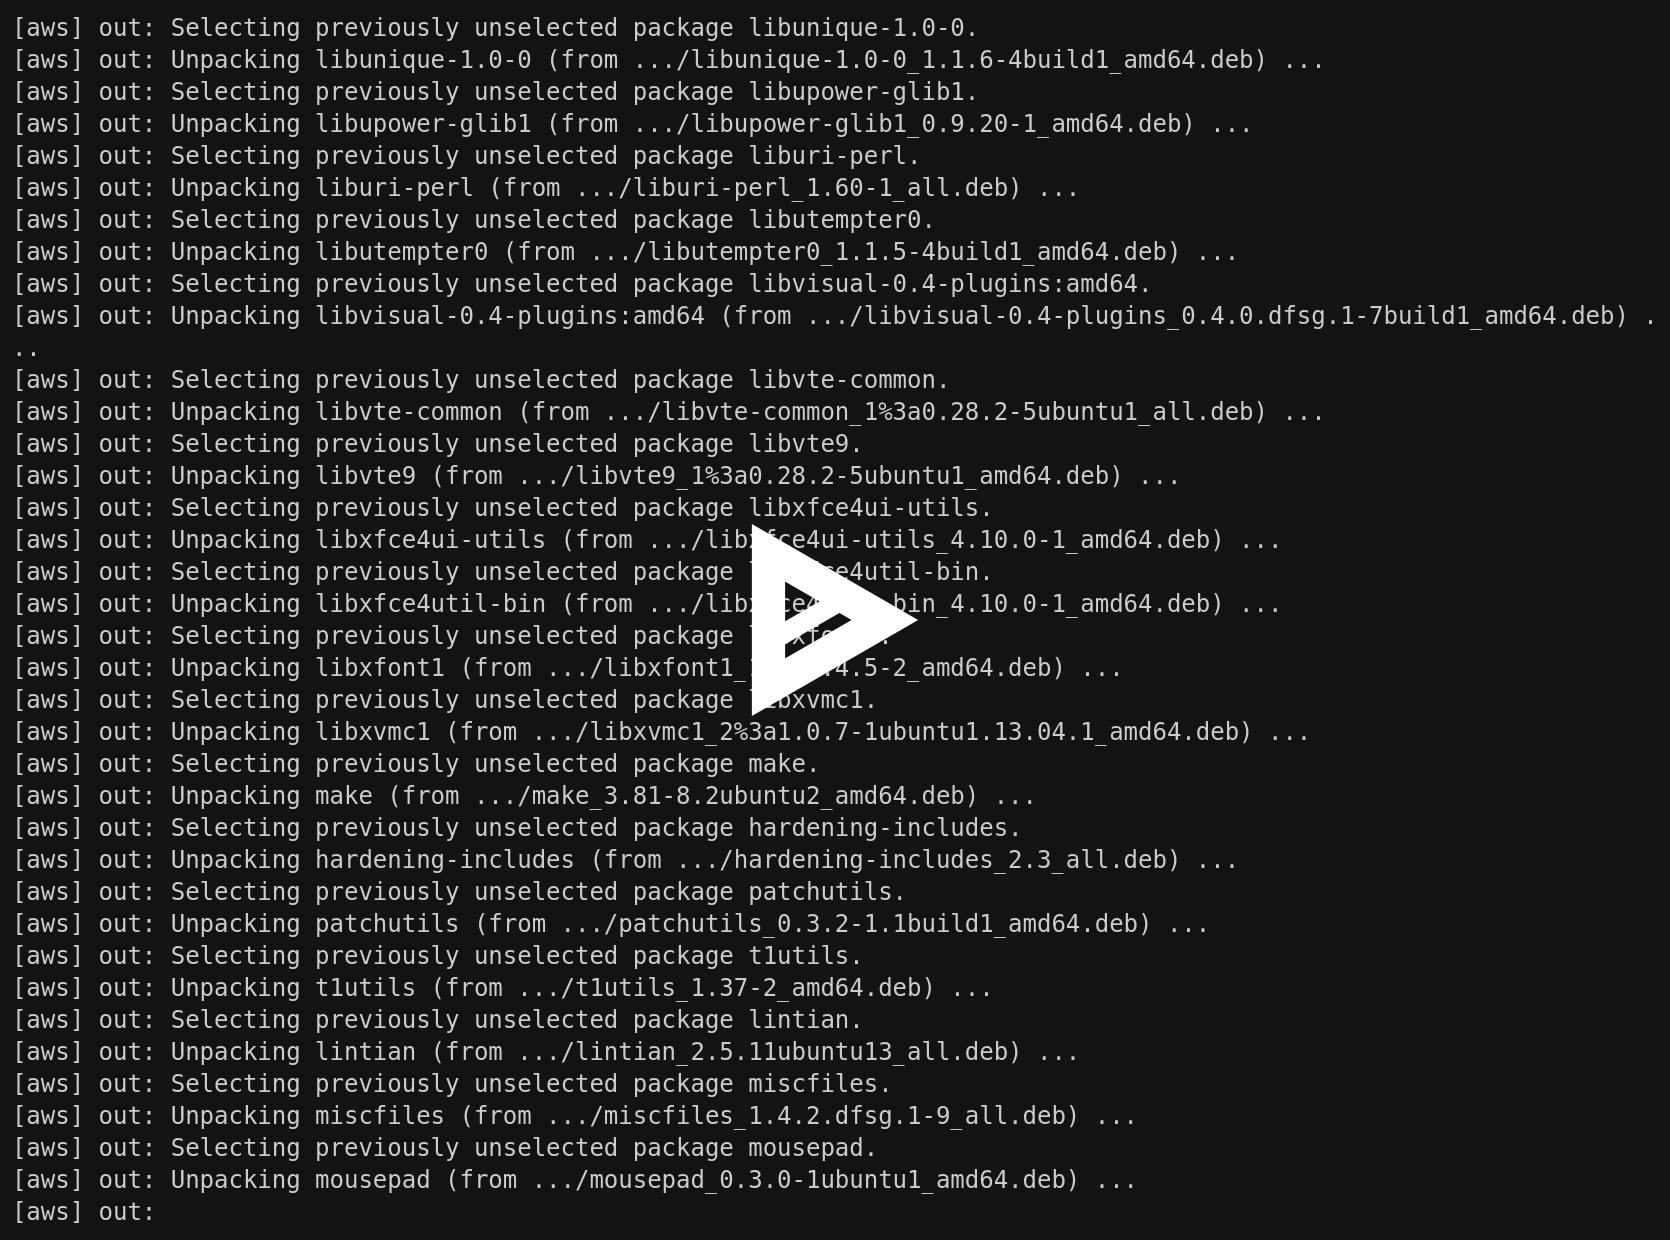 [aws] out: Selecting previously unselected package libunique-1.0-0.
[aws] out: Unpacking libunique-1.0-0 (from .../libunique-1.0-0_1.1.6-4build1_amd64.deb) ...
[aws] out: Selecting previously unselected package libupower-glib1.
[aws] out: Unpacking libupower-glib1 (from .../libupower-glib1_0.9.20-1_amd64.deb) ...
[aws] out: Selecting previously unselected package liburi-perl.
[aws] out: Unpacking liburi-perl (from .../liburi-perl_1.60-1_all.deb) ...
[aws] out: Selecting previously unselected package libutempter0.
[aws] out: Unpacking libutempter0 (from .../libutempter0_1.1.5-4build1_amd64.deb) ...
[aws] out: Selecting previously unselected package libvisual-0.4-plugins:amd64.
[aws] out: Unpacking libvisual-0.4-plugins:amd64 (from .../libvisual-0.4-plugins_0.4.0.dfsg.1-7build1_amd64.deb) .
..
[aws] out: Selecting previously unselected package libvte-common.
[aws] out: Unpacking libvte-common (from .../libvte-common_1%3a0.28.2-5ubuntu1_all.deb) ...
[aws] out: Selecting previously unselected package libvte9.
[aws] out: Unpacking libvte9 (from .../libvte9_1%3a0.28.2-5ubuntu1_amd64.deb) ...
[aws] out: Selecting previously unselected package libxfce4ui-utils.
[aws] out: Unpacking libxfce4ui-utils (from .../libxfce4ui-utils_4.10.0-1_amd64.deb) ...
[aws] out: Selecting previously unselected package libxfce4util-bin.
[aws] out: Unpacking libxfce4util-bin (from .../libxfce4util-bin_4.10.0-1_amd64.deb) ...
[aws] out: Selecting previously unselected package libxfont1.
[aws] out: Unpacking libxfont1 (from ...
[aws] out: Selecting previously unselected package libxvmc1.
[aws] out: Unpacking libxvmc1 (from .../libxvmc1_2%3a1.0.7-1ubuntu1.13.04.1_amd64.deb) ...
[aws] out: Selecting previously unselected package make.
[aws] out: Unpacking make (from .../make_3.81-8.2ubuntu2_amd64.deb) ...
[aws] out: Selecting previously unselected package hardening-includes.
[aws] out: Unpacking hardening-includes (from .../hardening-includes_2.3_all.deb) ...
[aws] out: Selecting previously unselected package patchutils.
[aws] out: Unpacking patchutils (from .../patchutils_0.3.2-1.1build1_amd64.deb) ...
[aws] out: Selecting previously unselected package t1utils.
[aws] out: Unpacking t1utils (from .../t1utils_1.37-2_amd64.deb) ...
[aws] out: Selecting previously unselected package lintian.
[aws] out: Unpacking lintian (from .../lintian_2.5.11ubuntu13_all.deb) ...
[aws] out: Selecting previously unselected package miscfiles.
[aws] out: Unpacking miscfiles (from .../miscfiles_1.4.2.dfsg.1-9_all.deb) ...
[aws] out: Selecting previously unselected package mousepad.
[aws] out: Unpacking mousepad (from .../mousepad_0.3.0-1ubuntu1_amd64.deb) ...
[aws] out: